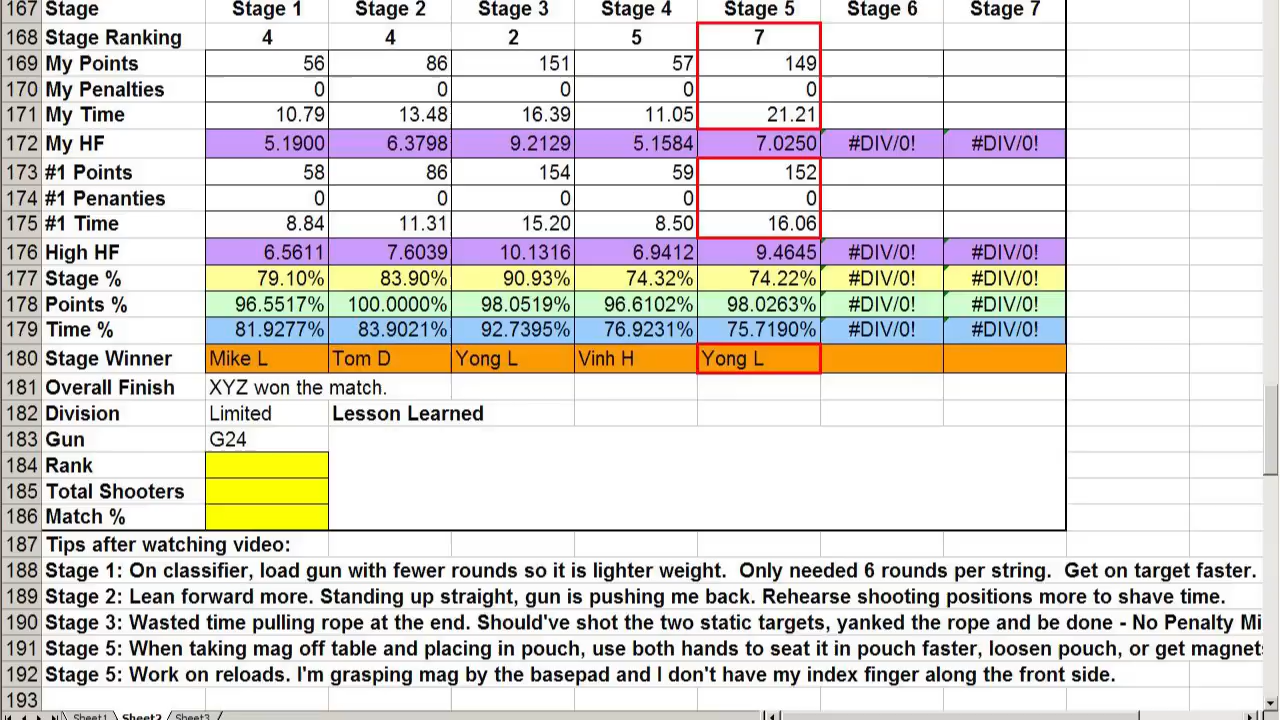 167 Stage Stage 1 Stage 2 Stage 3 Stage 4 Stage 5 Stage 6 Stage 7
168 Stage Ranking 4 4 2 5 7
169 My Points 56 86 151 57 149
170 My Penalties 0 0 0 0 0
171 My Time 10.79 13.48 16.39 11.05 21.21
172 My HF 5.1900 6.3798 9.2129 5.1584 7.0250 #DIV/0! #DIV/0!
173 #1 Points 58 86 154 59 152
174 #1 Penanties 0 0 0 0 0
175 #1 Time 8.84 11.31 15.20 8.50 16.06
176 High HF 6.5611 7.6039 10.1316 6.9412 9.4645 #DIV/0! #DIV/0!
177 Stage % 79.10% 83.90% 90.93% 74.32% 74.22% #DIV/0! #DIV/0!
178 Points % 96.5517% 100.0000% 98.0519% 96.6102% 98.0263% #DIV/0! #DIV/0!
179 Time % 81.9277% 83.9021% 92.7395% 76.9231% 75.7190% #DIV/0! #DIV/0!
180 Stage Winner Mike L Tom D Yong L Vinh H Yong L
181 Overall Finish XYZ won the match.
182 Division Limited Lesson Learned
183 Gun G24
184 Rank
185 Total Shooters
186 Match %
187 Tips after watching video:
188 Stage 1: On classifier, load gun with fewer rounds so it is lighter weight. Only needed 6 rounds per string. Get on target faster.
189 Stage 2: Lean forward more. Standing up straight, gun is pushing me back. Rehearse shooting positions more to shave time.
190 Stage 3: Wasted time pulling rope at the end. Should've shot the two static targets, yanked the rope and be done - No Penalty Mi
191 Stage 5: When taking mag off table and placing in pouch, use both hands to seat it in pouch faster, loosen pouch, or get magnets
192 Stage 5: Work on reloads. I'm grasping mag by the basepad and I don't have my index finger along the front side.
193
Sheet1 Sheet2 Sheet3